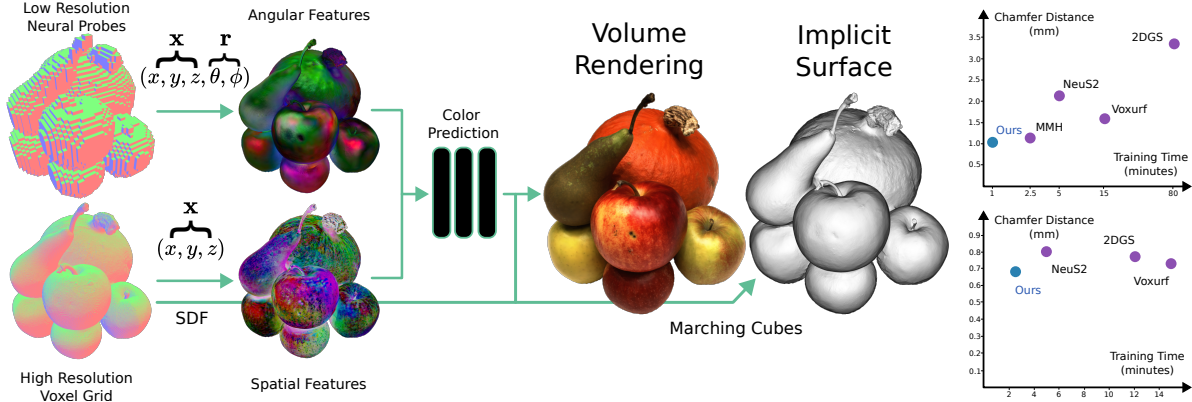 Low Resolution
Neural Probes
x r
(x, y, z, θ, ϕ)
Angular Features
High Resolution
Voxel Grid
x
(x, y, z)
SDF
Spatial Features
Color
Prediction
Volume
Rendering
Implicit
Surface
Marching Cubes
Chamfer Distance
(mm)
3.5
3.0
2.5
2.0
1.5
1.0
0.5
2DGS
NeuS2
Voxurf
Ours
MMH
Training Time
(minutes)
1 2.5 5 15 80
Chamfer Distance
(mm)
0.9
0.8
0.7
0.6
0.5
0.4
0.3
0.2
0.1
2DGS
NeuS2
Voxurf
Ours
Training Time
(minutes)
2 4 6 8 10 12 14